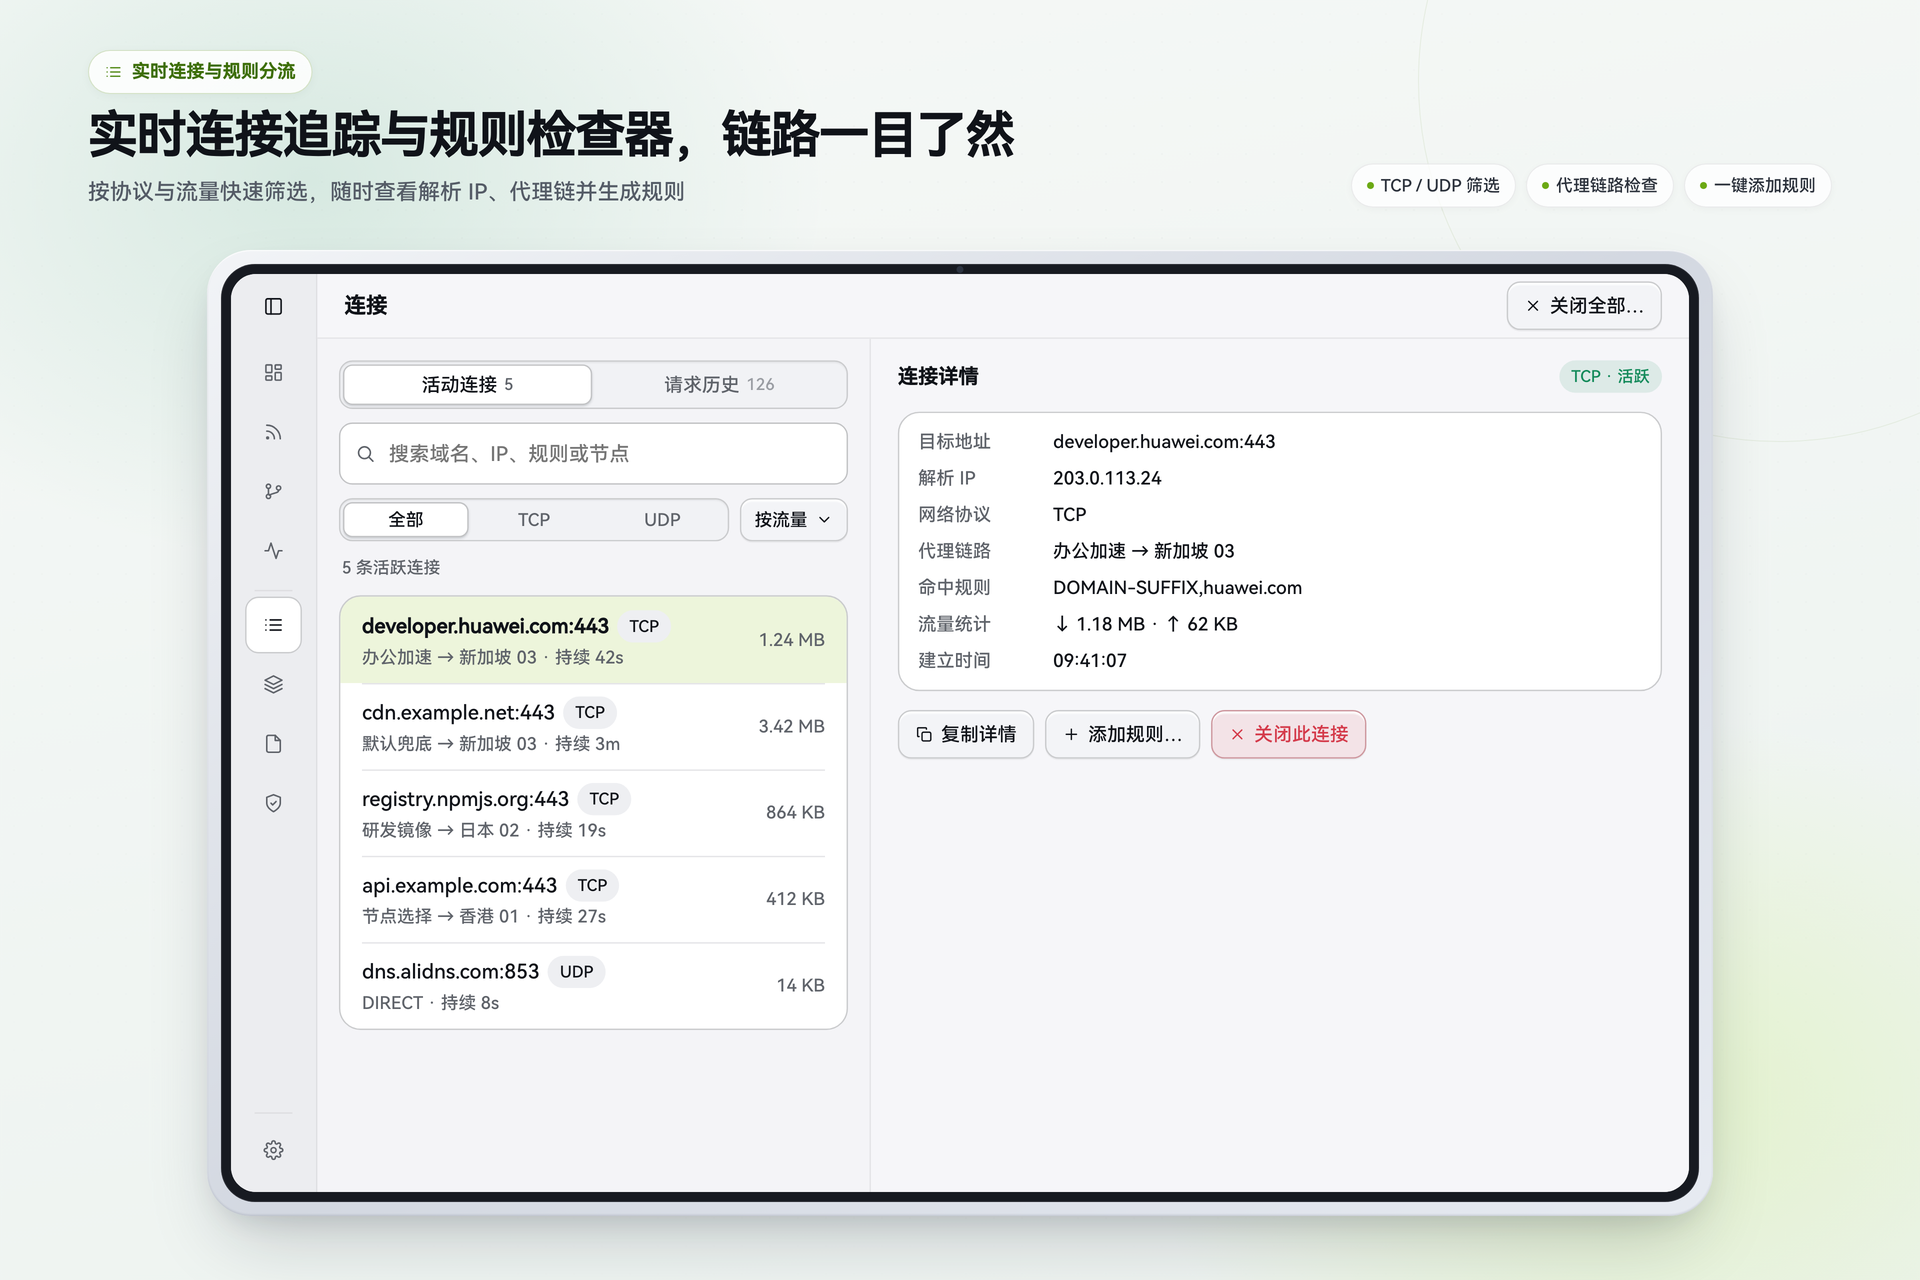 实时连接与规则分流
实时连接追踪与规则检查器，链路一目了然
按协议与流量快速筛选，随时查看解析 IP、代理链并生成规则
TCP / UDP 筛选
代理链路检查
一键添加规则
连接
关闭全部...
活动连接 5
请求历史 126
搜索域名、IP、规则或节点
全部
TCP
UDP
按流量
5 条活跃连接
developer.huawei.com:443 TCP
1.24 MB
办公加速 → 新加坡 03 · 持续 42s
cdn.example.net:443 TCP
3.42 MB
默认兜底 → 新加坡 03 · 持续 3m
registry.npmjs.org:443 TCP
864 KB
研发镜像 → 日本 02 · 持续 19s
api.example.com:443 TCP
412 KB
节点选择 → 香港 01 · 持续 27s
dns.alidns.com:853 UDP
14 KB
DIRECT · 持续 8s
连接详情
TCP · 活跃
目标地址 developer.huawei.com:443
解析 IP 203.0.113.24
网络协议 TCP
代理链路 办公加速 → 新加坡 03
命中规则 DOMAIN-SUFFIX,huawei.com
流量统计 ↓ 1.18 MB · ↑ 62 KB
建立时间 09:41:07
复制详情
添加规则...
关闭此连接